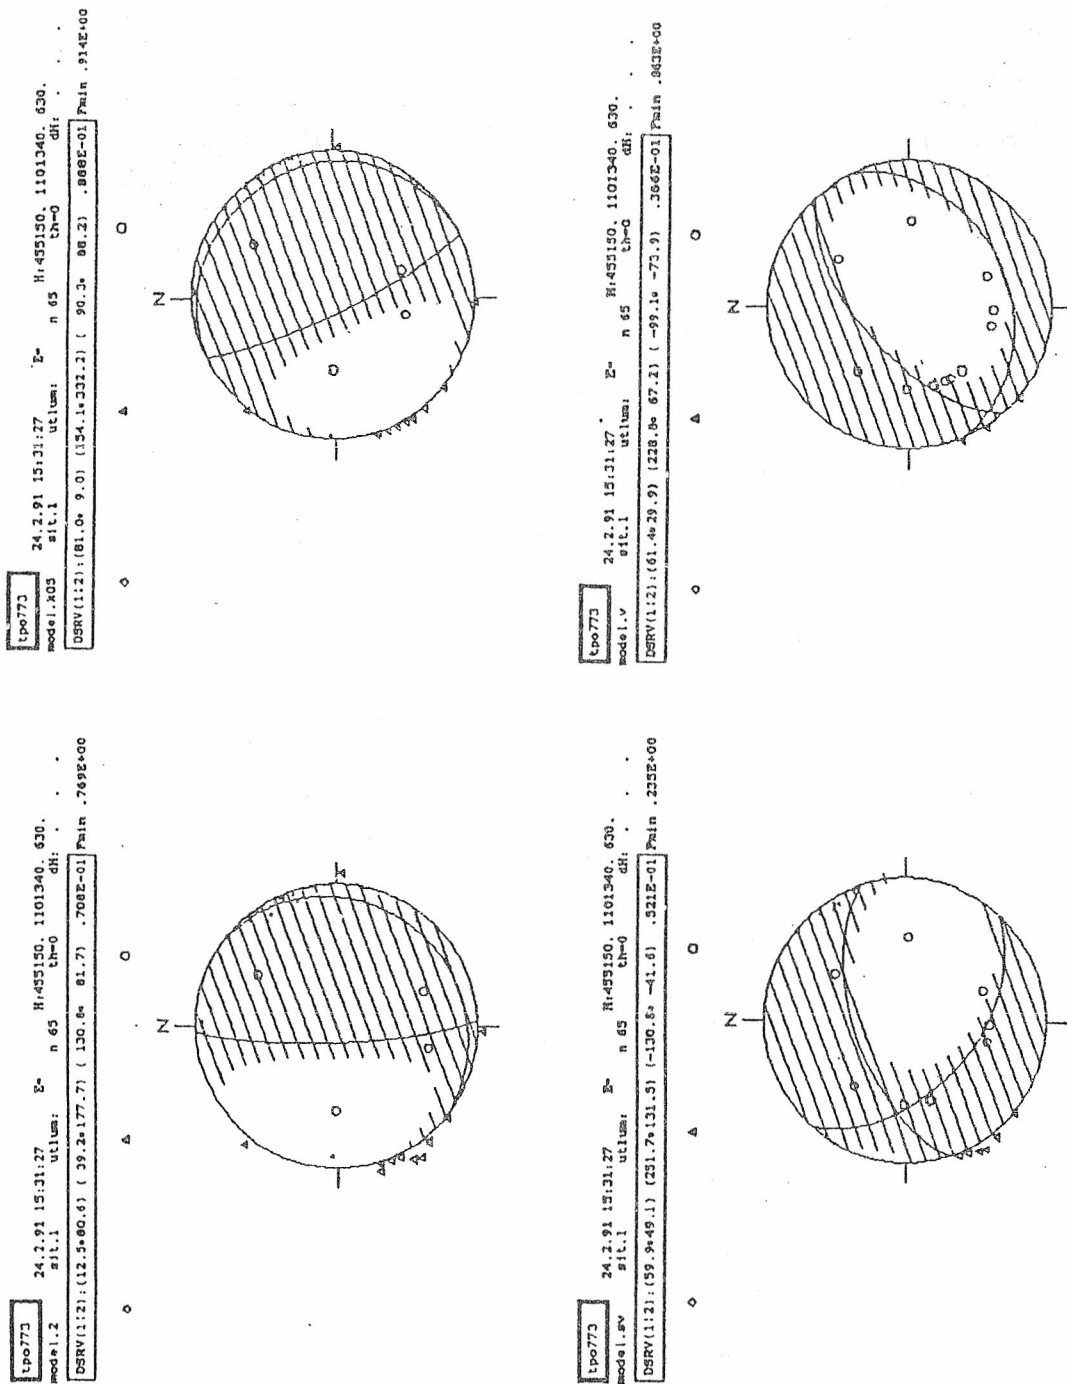 tpo773 24.2.91 15:31:27 E= H:455150. 1101340. 630.
model.2 sit.1 utlum: n 65 th=0 dH: . . .
DSRV(1:2):(12.5*80.6) ( 39.2*177.7) ( 130.8* 81.7) .708E-01 Fmin .769E+00
N
tpo773 24.2.91 15:31:27 E= H:455150. 1101340. 630.
model.k05 sit.1 utlum: n 65 th=0 dH: . . .
DSRV(1:2):(81.0* 9.0) (154.1*332.2) ( 90.3* 88.2) .868E-01 Fmin .914E+00
N
tpo773 24.2.91 15:31:27 E= H:455150. 1101340. 630.
model.sv sit.1 utlum: n 65 th=0 dH: . . .
DSRV(1:2):(59.9*49.1) (251.7*131.5) (-130.8* -41.6) .521E-01 Fmin .235E+00
N
tpo773 24.2.91 15:31:27 E= H:455150. 1101340. 630.
model.v sit.1 utlum: n 65 th=0 dH: . . .
DSRV(1:2):(61.4*29.9) (228.8* 67.2) ( -99.1* -73.9) .366E-01 Fmin .863E+00
N